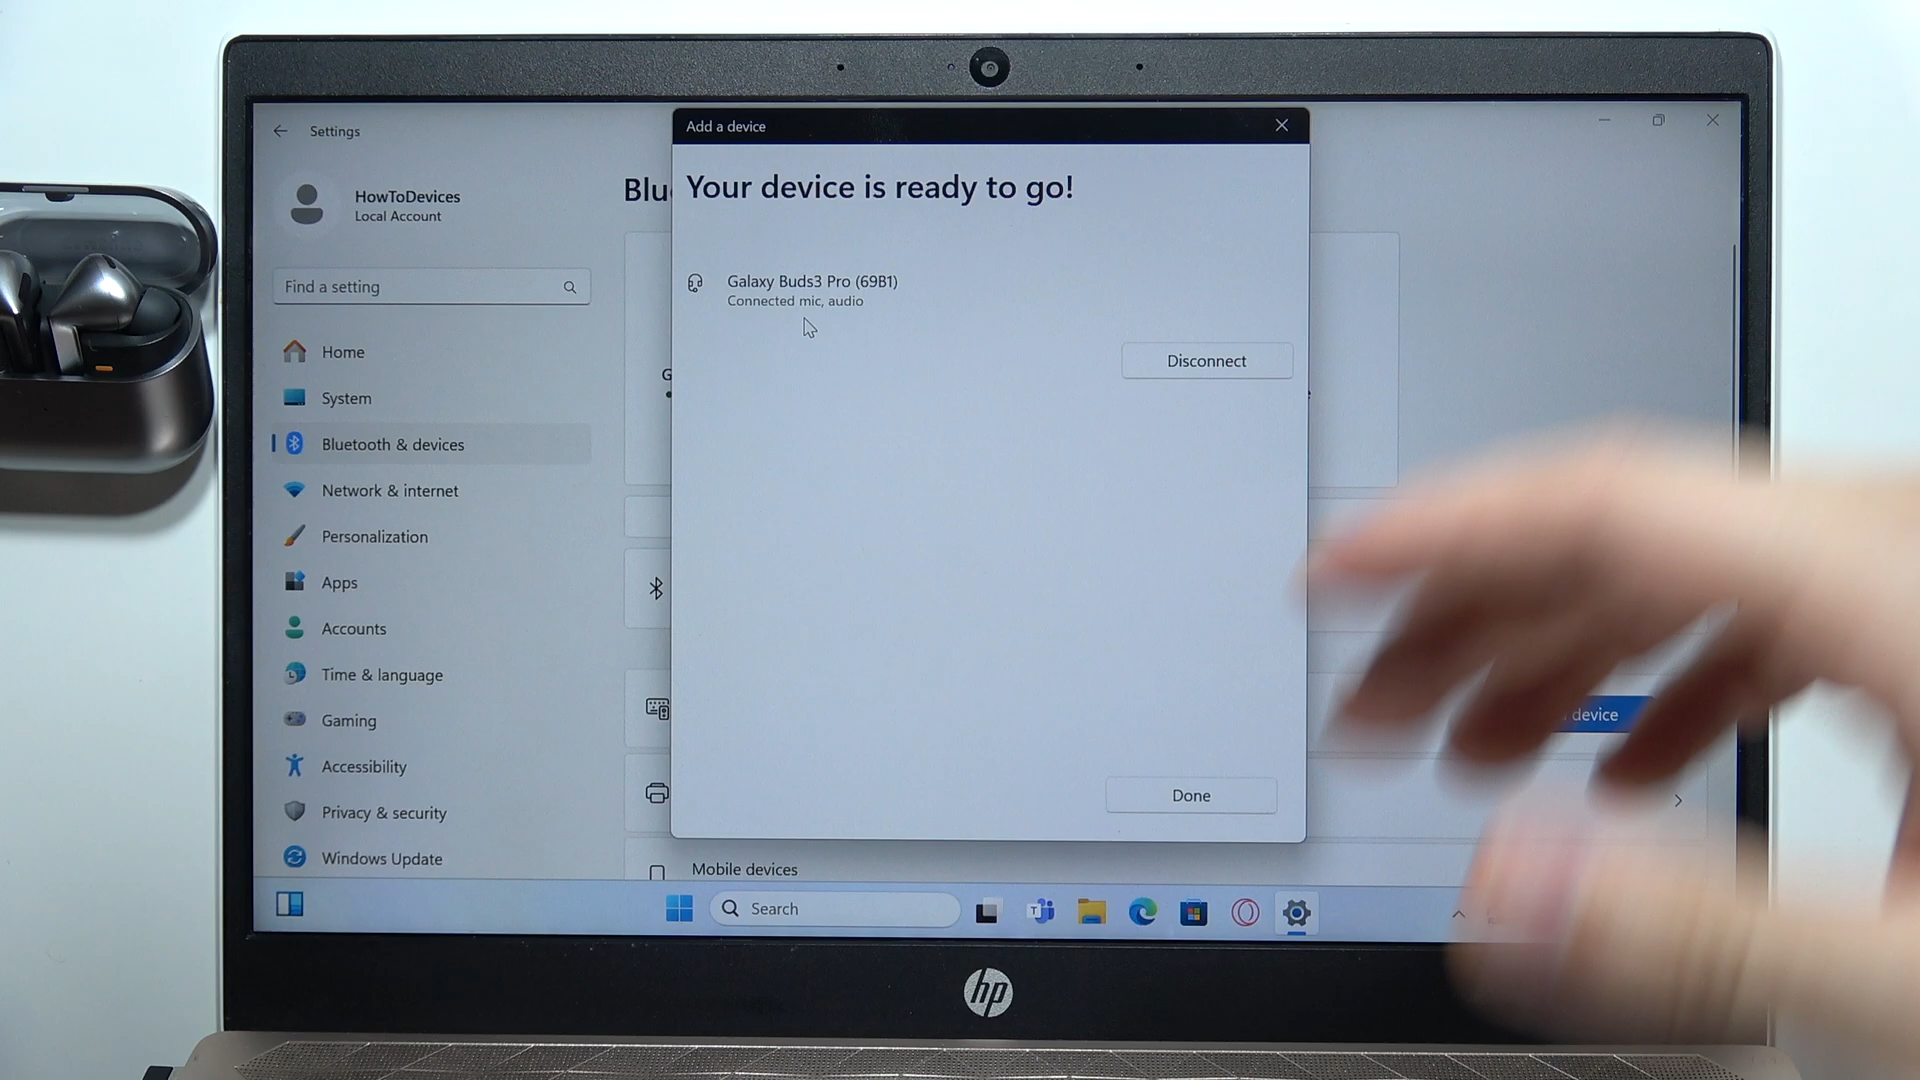 Settings
HowToDevices
Local Account
Find a setting
Home
System
Bluetooth & devices
Network & internet
Personalization
Apps
Accounts
Time & language
Gaming
Accessibility
Privacy & security
Windows Update
Blu
G
Add a device
Your device is ready to go!
Galaxy Buds3 Pro (69B1)
Connected mic, audio
Disconnect
Done
device
Mobile devices
Search
hp